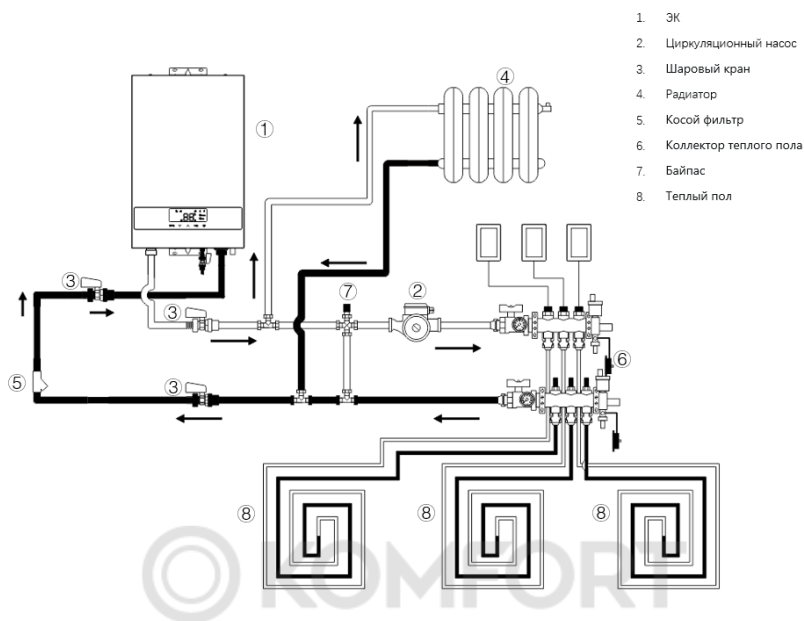 1. ЭК
2. Циркуляционный насос
3. Шаровый кран
4. Радиатор
5. Косой фильтр
6. Коллектор теплого пола
7. Байпас
8. Теплый пол
4
1
3
7
2
3
6
5
3
8
8
8
KOMFORT